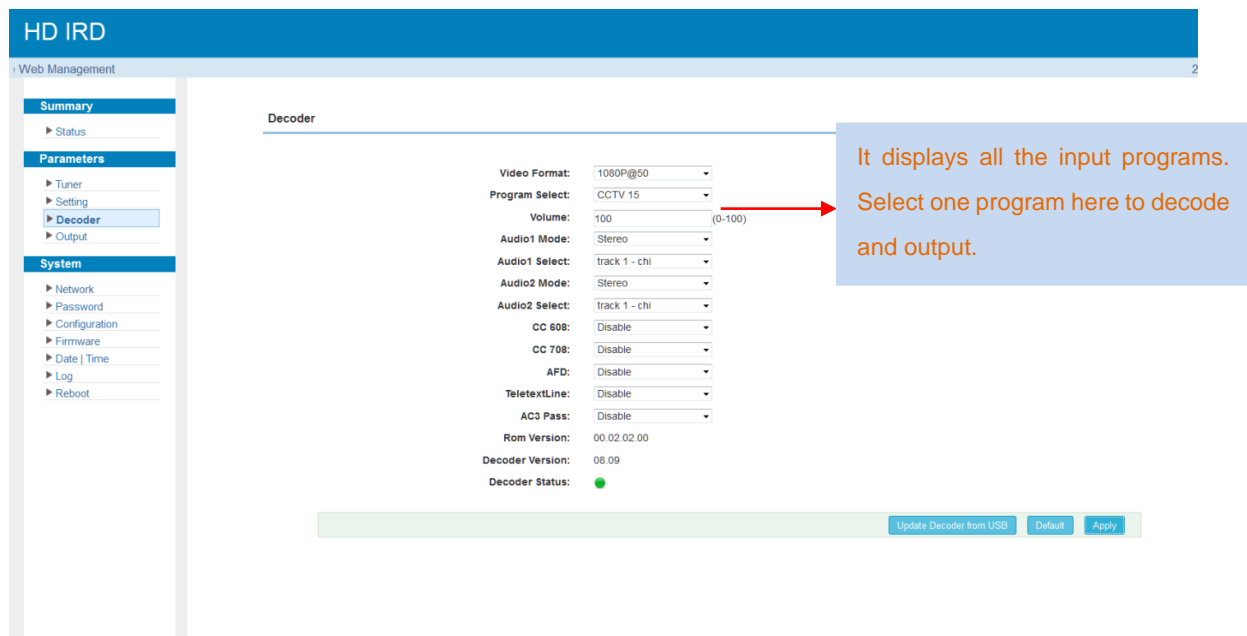 HD IRD
Web Management
2
Summary
Status
Parameters
Tuner
Setting
Decoder
Output
System
Network
Password
Configuration
Firmware
Date | Time
Log
Reboot
Decoder
Video Format: 1080P@50
Program Select: CCTV 15
Volume: 100 (0-100)
Audio1 Mode: Stereo
Audio1 Select: track 1 - chi
Audio2 Mode: Stereo
Audio2 Select: track 1 - chi
CC 608: Disable
CC 708: Disable
AFD: Disable
TeletextLine: Disable
AC3 Pass: Disable
Rom Version: 00.02.02.00
Decoder Version: 08.09
Decoder Status:
Update Decoder from USB Default Apply
It displays all the input programs.
Select one program here to decode
and output.